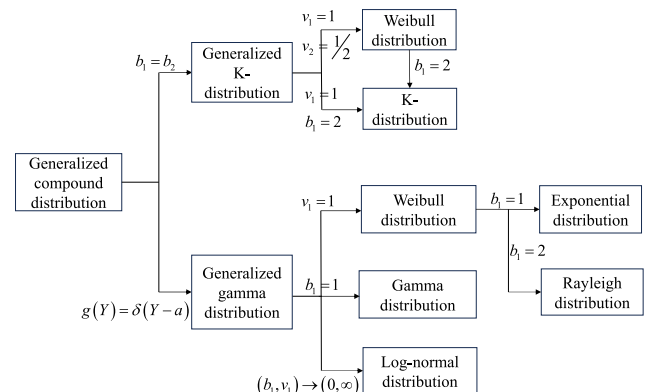 v₁ = 1
v₂ = 1/2
Weibull
distribution
b₁ = b₂
Generalized
K-
distribution
b₁ = 2
v₁ = 1
b₁ = 2
K-
distribution
Generalized
compound
distribution
v₁ = 1
Weibull
distribution
b₁ = 1
Exponential
distribution
b₁ = 2
g(Y) = δ(Y − a)
Generalized
gamma
distribution
b₁ = 1
Gamma
distribution
Rayleigh
distribution
(b₁, v₁) → (0, ∞)
Log-normal
distribution